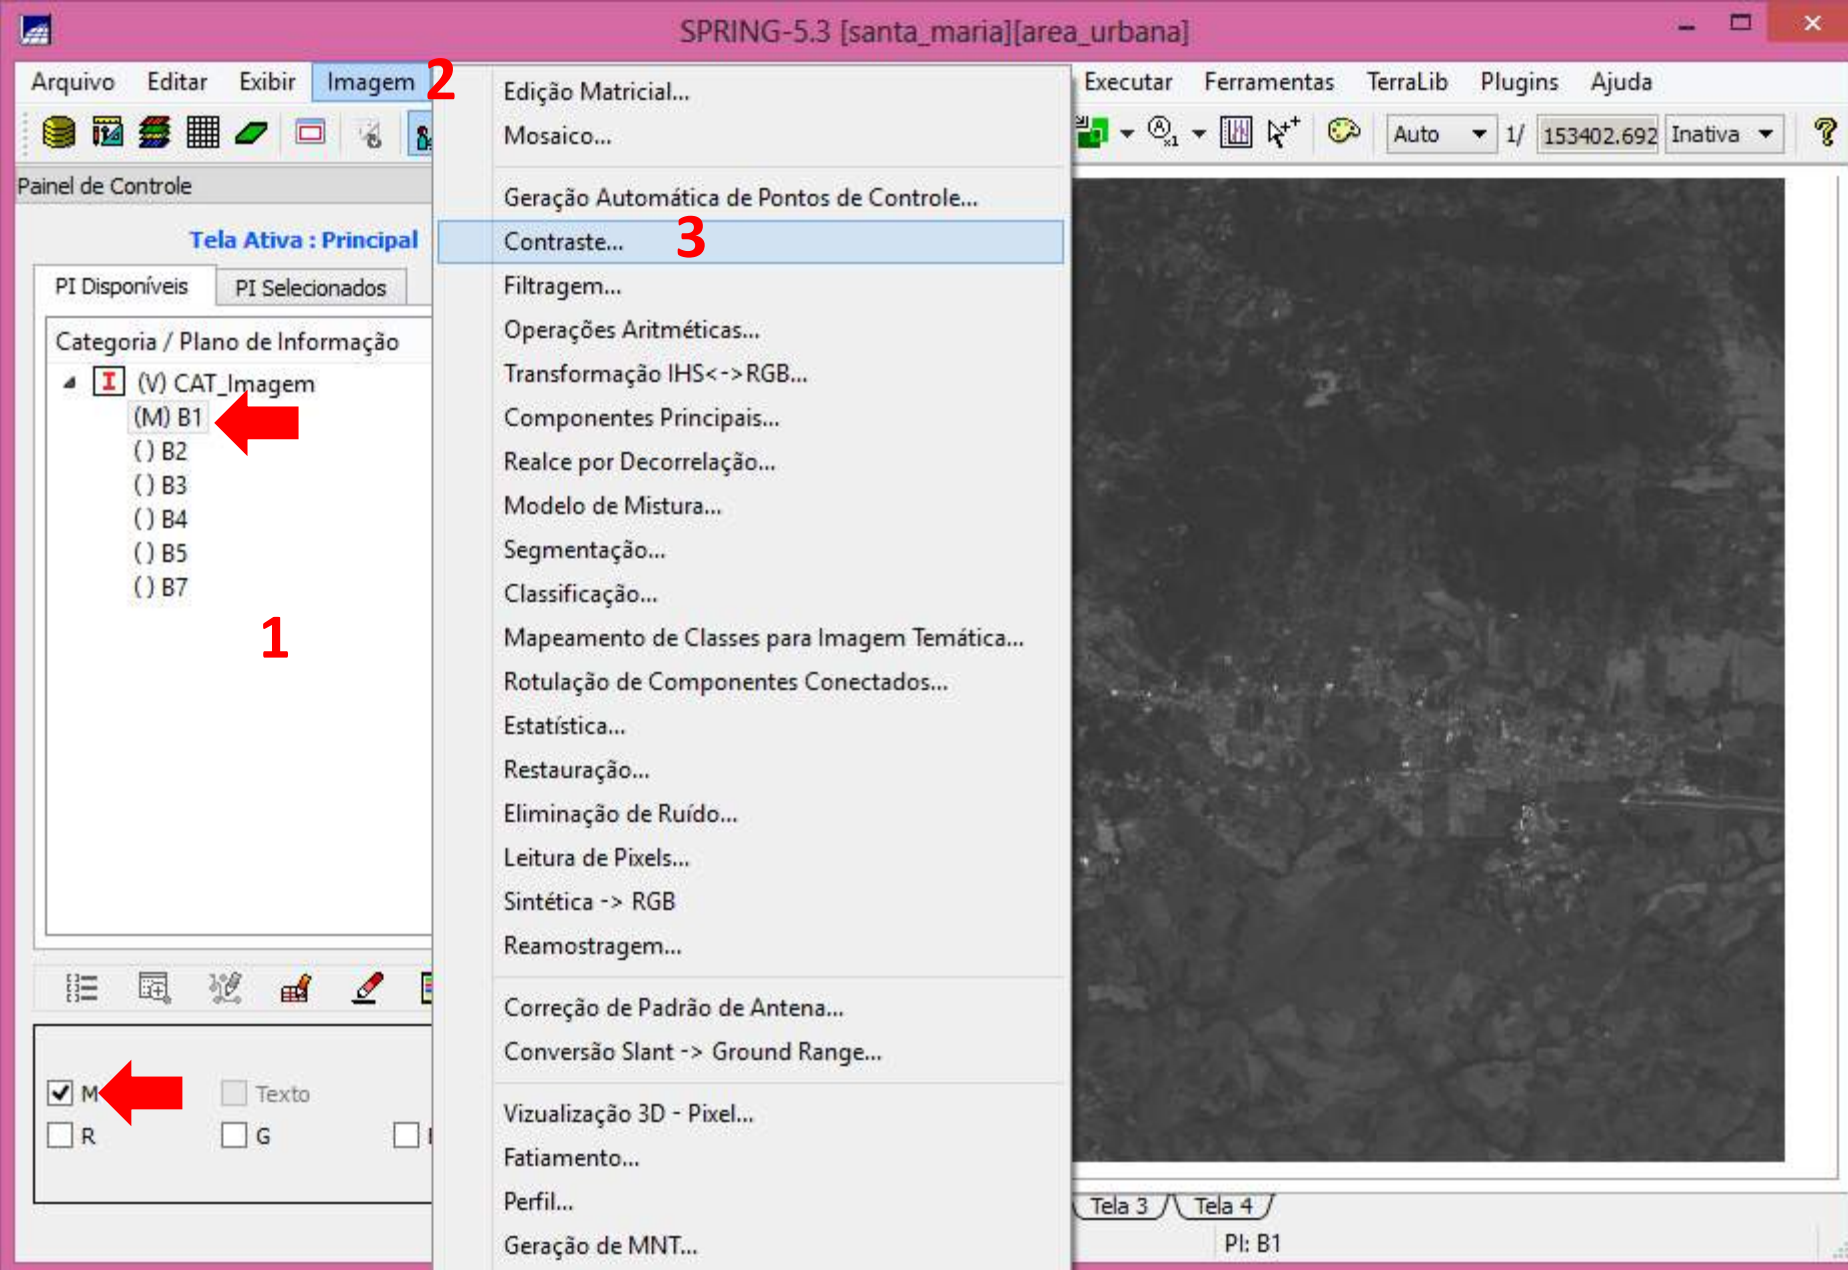 SPRING-5.3 [santa_maria][area_urbana]
Arquivo Editar Exibir Imagem 2 Executar Ferramentas TerraLib Plugins Ajuda
Auto 1/ 153402.692 Inativa
Painel de Controle
Tela Ativa : Principal
PI Disponíveis PI Selecionados
Categoria / Plano de Informação
(V) CAT_Imagem
(M) B1
( ) B2
( ) B3
( ) B4
( ) B5
( ) B7
1
M Texto
R G
Edição Matricial...
Mosaico...
Geração Automática de Pontos de Controle...
Contraste... 3
Filtragem...
Operações Aritméticas...
Transformação IHS<->RGB...
Componentes Principais...
Realce por Decorrelação...
Modelo de Mistura...
Segmentação...
Classificação...
Mapeamento de Classes para Imagem Temática...
Rotulação de Componentes Conectados...
Estatística...
Restauração...
Eliminação de Ruído...
Leitura de Pixels...
Sintética -> RGB
Reamostragem...
Correção de Padrão de Antena...
Conversão Slant -> Ground Range...
Vizualização 3D - Pixel...
Fatiamento...
Perfil...
Geração de MNT...
Tela 3 Tela 4
PI: B1